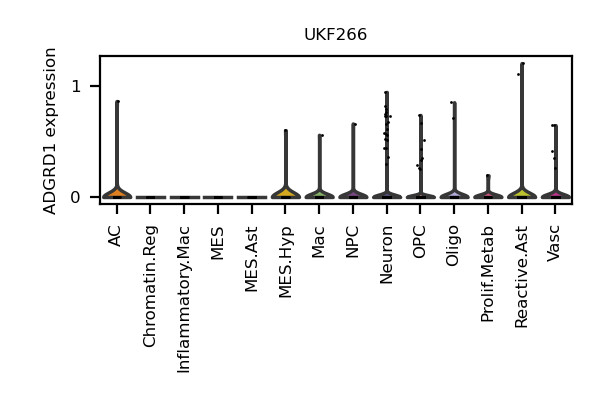 UKF266
ADGRD1 expression
1
0
AC
Chromatin.Reg
Inflammatory.Mac
MES
MES.Ast
MES.Hyp
Mac
NPC
Neuron
OPC
Oligo
Prolif.Metab
Reactive.Ast
Vasc